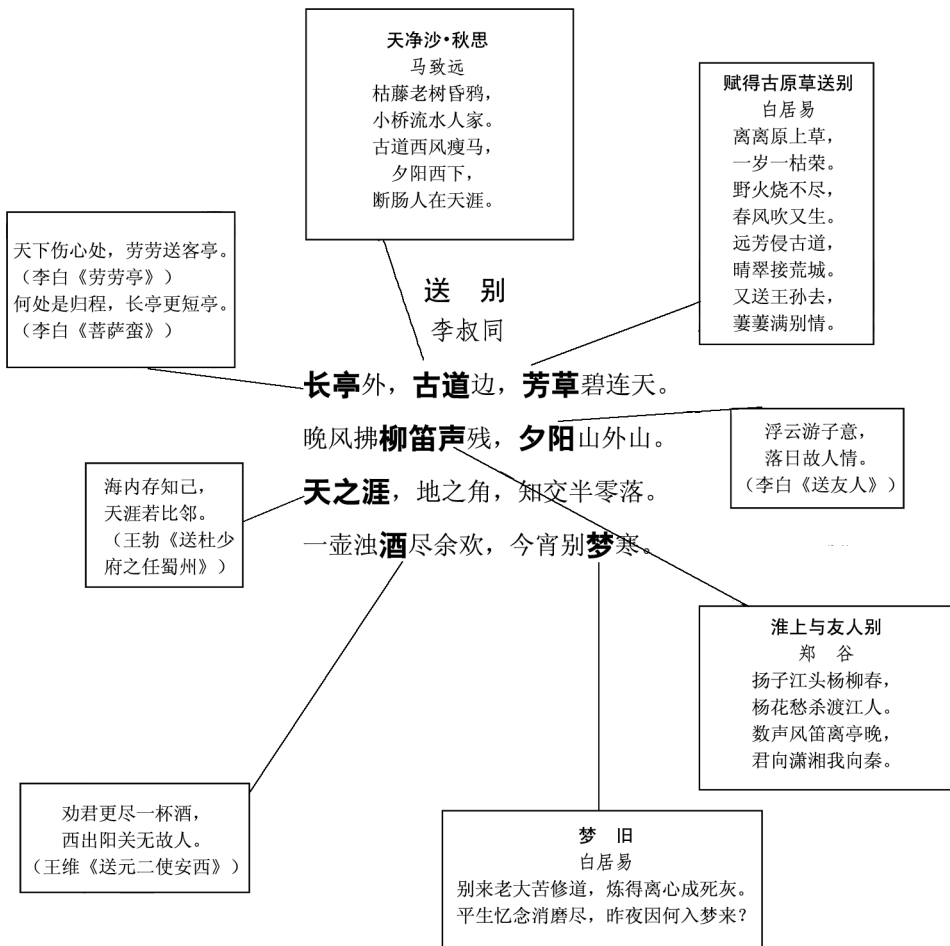 天净沙·秋思
马致远
枯藤老树昏鸦，
小桥流水人家。
古道西风瘦马，
夕阳西下，
断肠人在天涯。
赋得古原草送别
白居易
离离原上草，
一岁一枯荣。
野火烧不尽，
春风吹又生。
远芳侵古道，
晴翠接荒城。
又送王孙去，
萋萋满别情。
天下伤心处，劳劳送客亭。
（李白《劳劳亭》）
何处是归程，长亭更短亭。
（李白《菩萨蛮》）
送 别
李叔同
长亭外，古道边，芳草碧连天。
晚风拂柳笛声残，夕阳山外山。
天之涯，地之角，知交半零落。
一壶浊酒尽余欢，今宵别梦寒。
浮云游子意，
落日故人情。
（李白《送友人》）
海内存知己，
天涯若比邻。
（王勃《送杜少
府之任蜀州》）
淮上与友人别
郑 谷
扬子江头杨柳春，
杨花愁杀渡江人。
数声风笛离亭晚，
君向潇湘我向秦。
劝君更尽一杯酒，
西出阳关无故人。
（王维《送元二使安西》）
梦 旧
白居易
别来老大苦修道，炼得离心成死灰。
平生忆念消磨尽，昨夜因何入梦来？